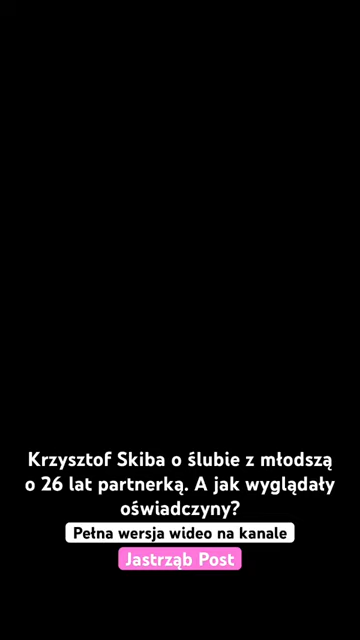 Krzysztof Skiba o ślubie z młodszą
o 26 lat partnerką. A jak wyglądały
oświadczyny?
Pełna wersja wideo na kanale
Jastrząb Post